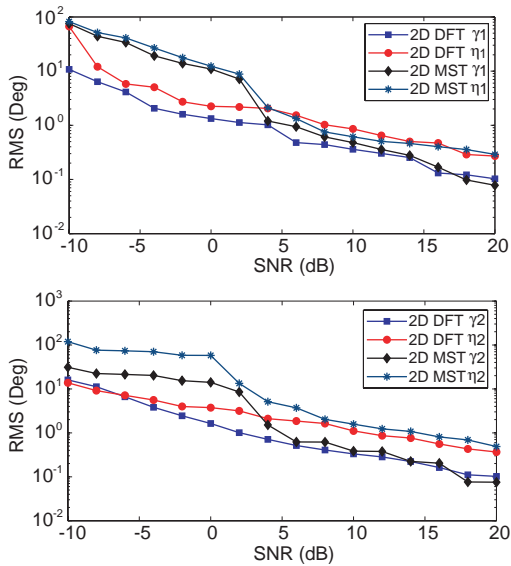 10^2
10^1
10^0
10^-1
10^-2
RMS (Deg)
-10 -5 0 5 10 15 20
SNR (dB)
2D DFT γ1
2D DFT η1
2D MST γ1
2D MST η1
10^3
10^2
10^1
10^0
10^-1
10^-2
RMS (Deg)
-10 -5 0 5 10 15 20
SNR (dB)
2D DFT γ2
2D DFT η2
2D MST γ2
2D MST η2